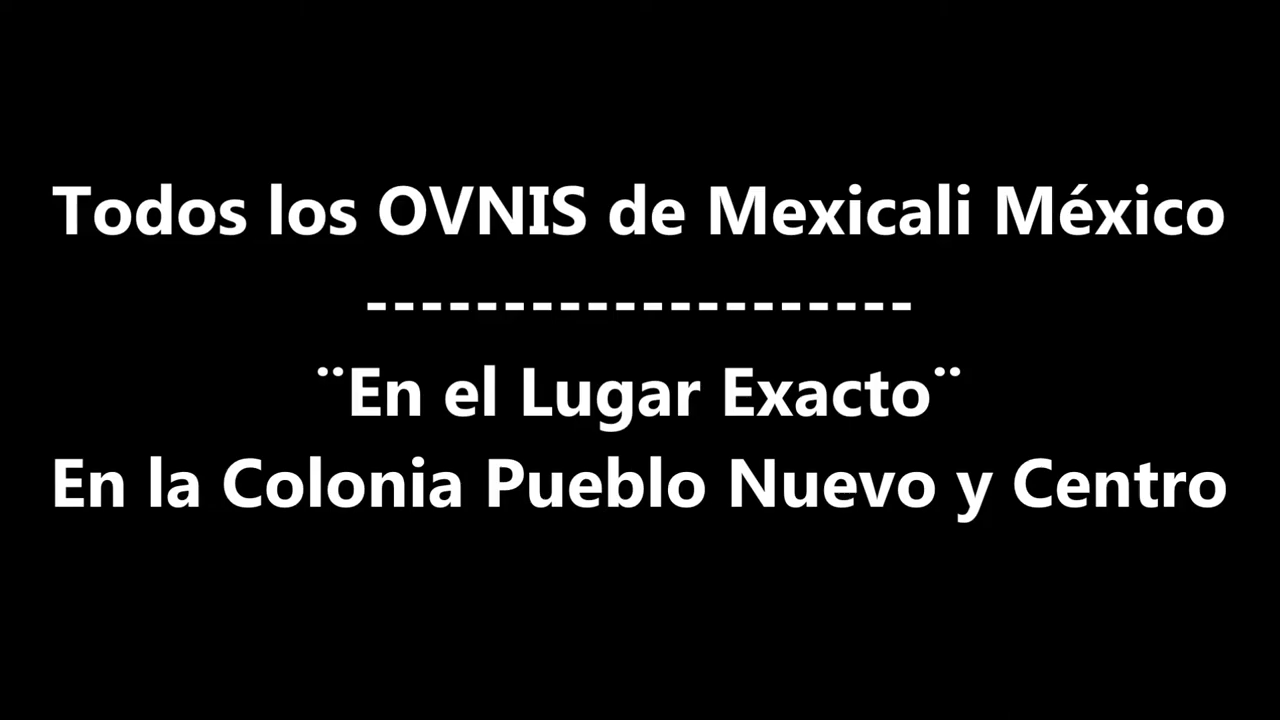 Todos los OVNIS de Mexicali México
--------------------
¨En el Lugar Exacto¨
En la Colonia Pueblo Nuevo y Centro